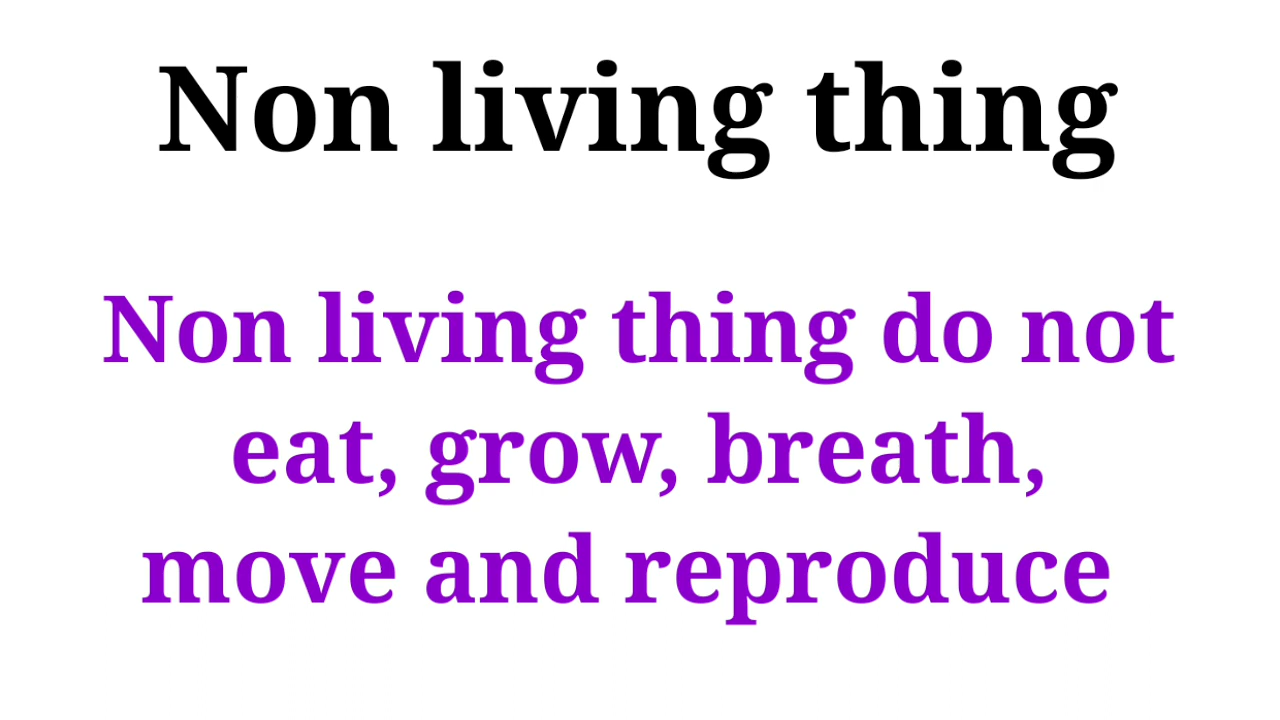 Non living thing
Non living thing do not
eat, grow, breath,
move and reproduce